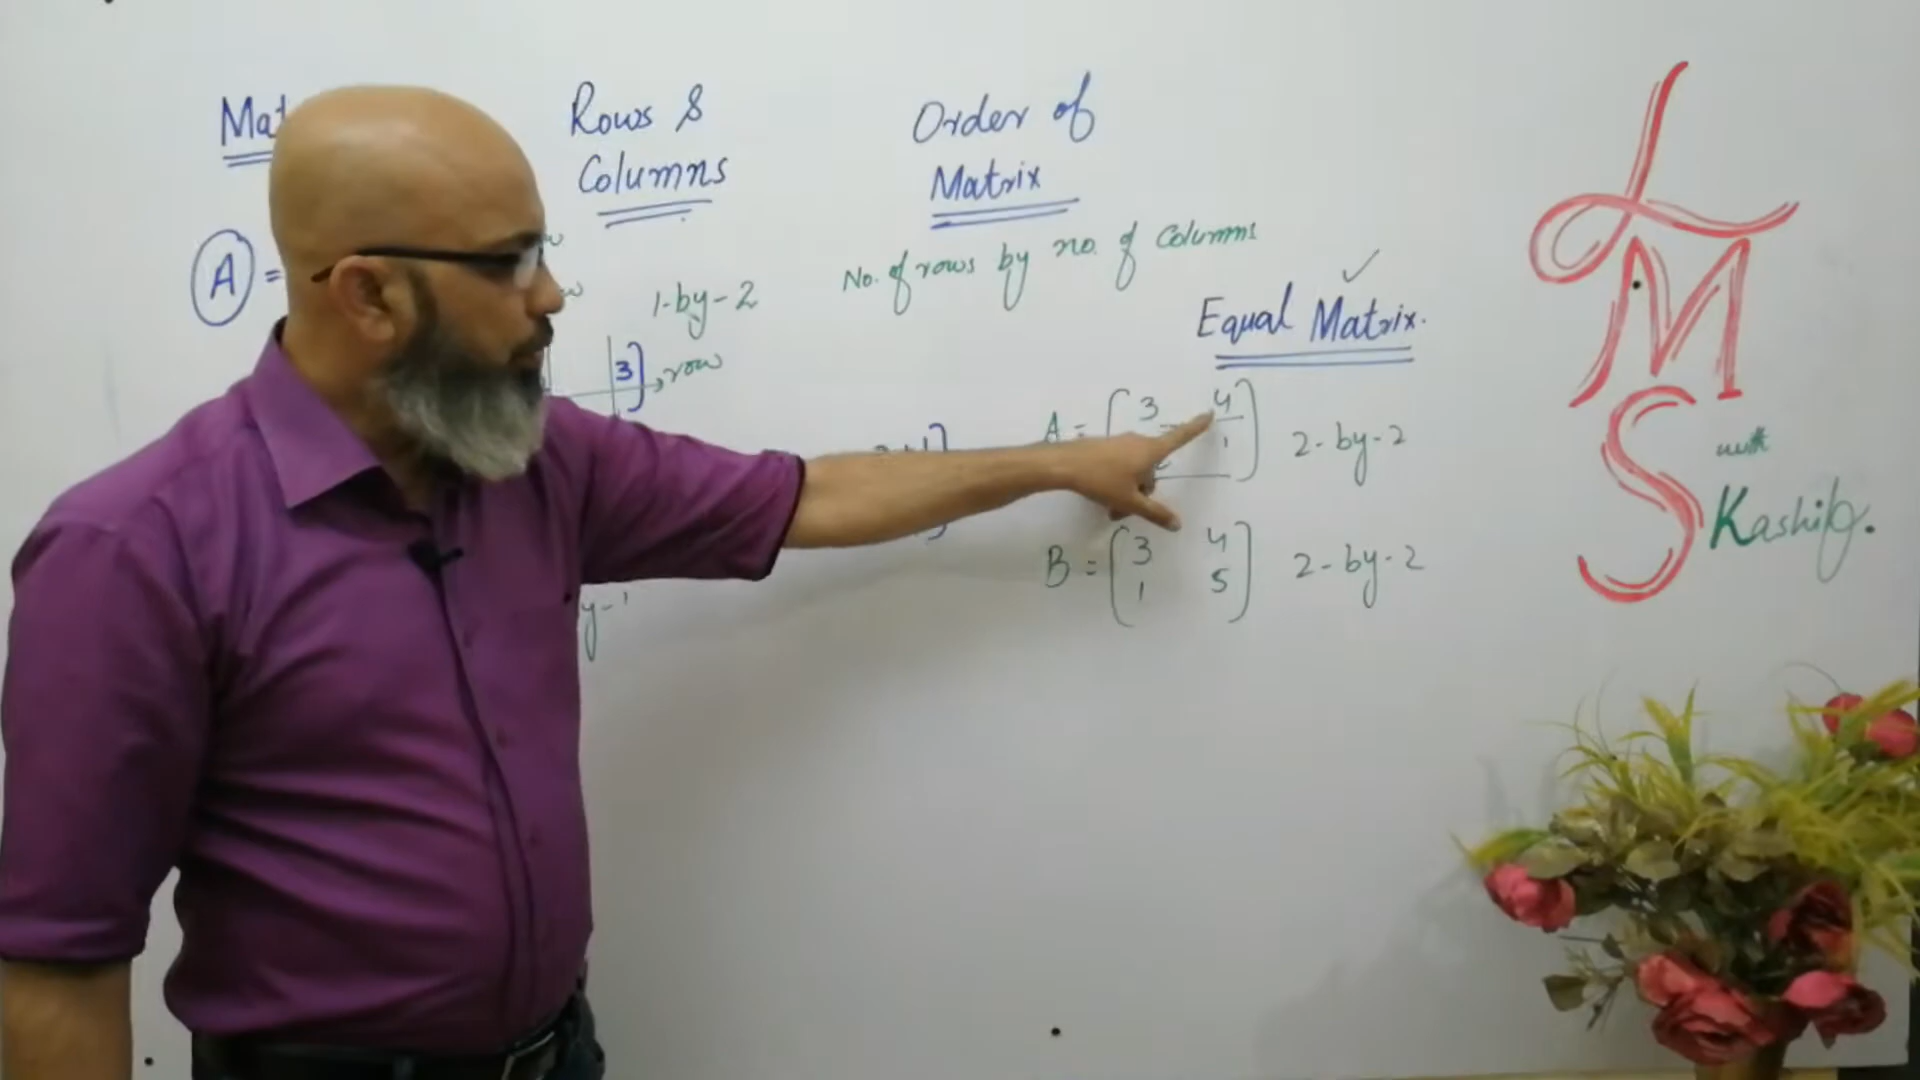 Rows &
Columns
Order of
Matrix
A =
No. of rows by no. of Columns
1-by-2
3
row
Equal Matrix.
A = 3 4
1
2-by-2
B = 3 4
1 5
2-by-2
LMS
with
Kashif.